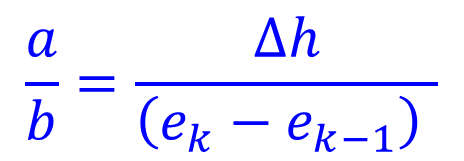 a/b = Δh/(e_k − e_{k−1})